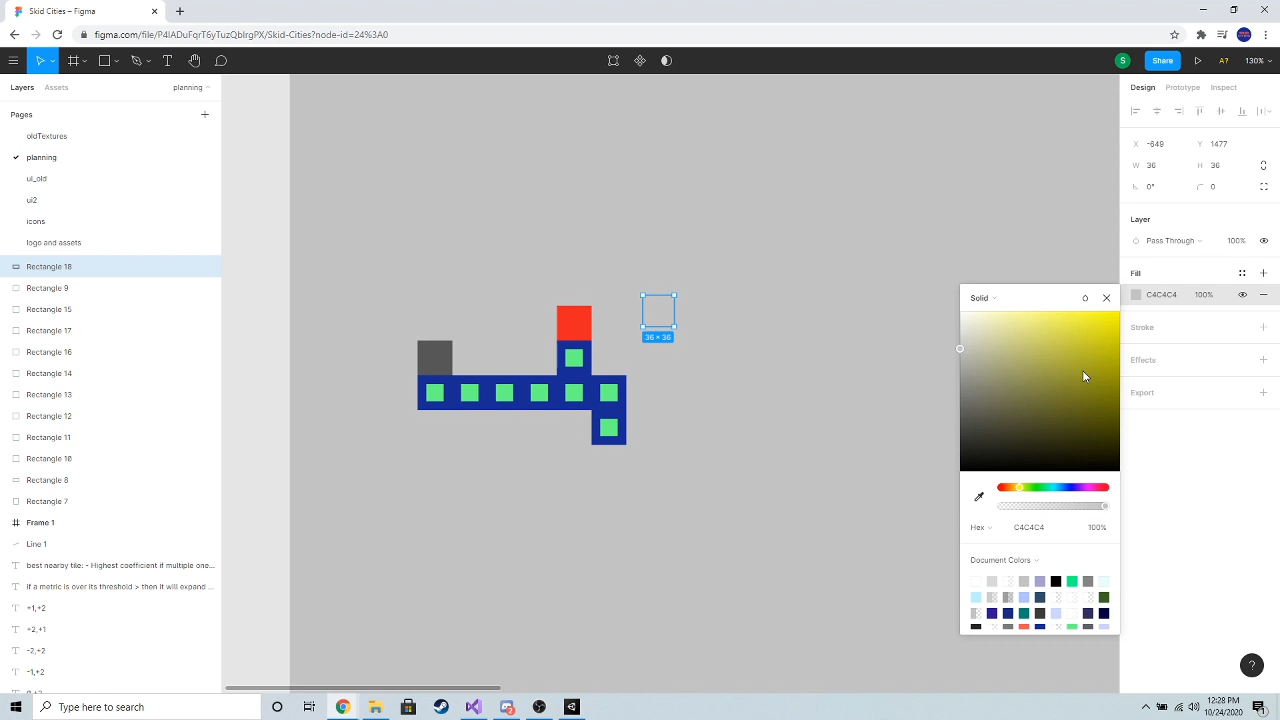 Skid Cities – Figma
figma.com/file/P4IADuFqrT6yTuzQbIrgPX/Skid-Cities?node-id=24%3A0
S
Share
A?
130%
Layers
Assets
planning
Design
Prototype
Inspect
Pages
oldTextures
planning
ui_old
ui2
icons
logo and assets
Rectangle 18
Rectangle 9
Rectangle 15
Rectangle 17
Rectangle 16
Rectangle 14
Rectangle 13
Rectangle 12
Rectangle 11
Rectangle 10
Rectangle 8
Rectangle 7
Frame 1
Line 1
best nearby tile: - Highest coefficient if multiple one...
if a metric is over its threshold > then it will expand ...
+1,+2
+2,+1
-2,+2
-1,+2
36 × 36
X -649 Y 1477
W 36 H 36
0° 0
Layer
Pass Through 100%
Fill
C4C4C4 100%
Stroke
Effects
Export
Solid
Hex C4C4C4 100%
Document Colors
?
Type here to search
12:28 PM
10/24/2020